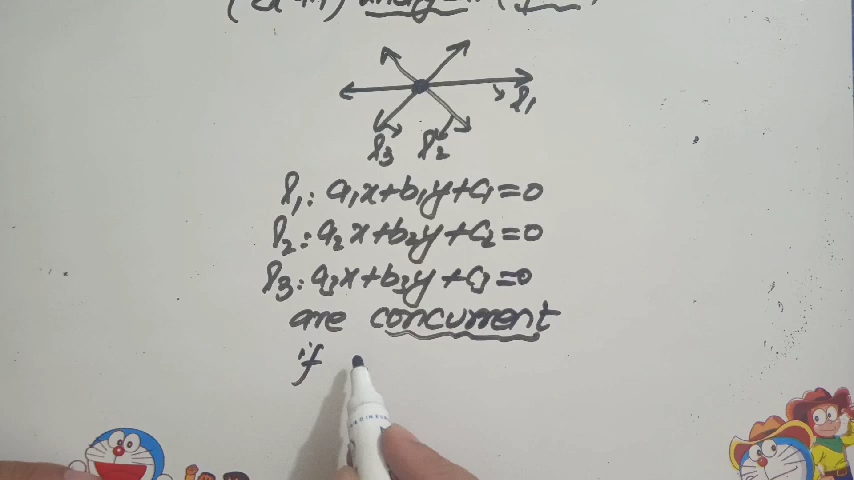 l₁
l₃ l₂
l₁: a₁x+b₁y+c₁=0
l₂: a₂x+b₂y+c₂=0
l₃: a₃x+b₃y+c₃=0
are concurrent
if